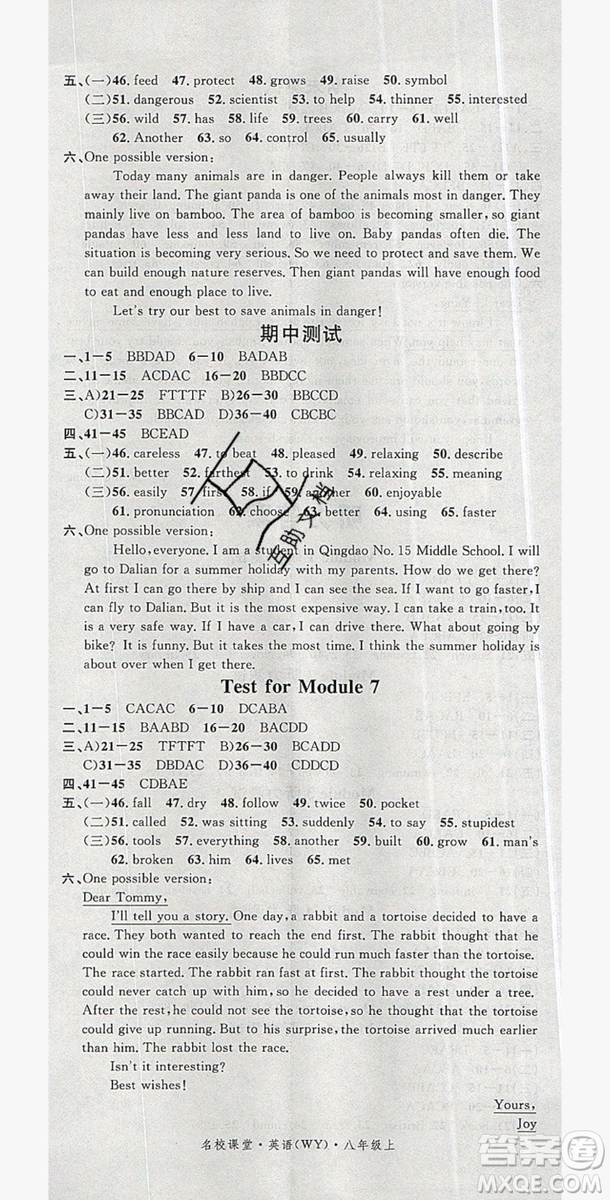 五、(一)46. feed 47. protect 48. grows 49. raise 50. symbol
(二)51. dangerous 52. scientist 53. to help 54. thinner 55. interested
(三)56. wild 57. has 58. life 59. trees 60. carry 61. well
62. Another 63. so 64. control 65. usually
六、One possible version:
Today many animals are in danger. People always kill them or take
away their land. The giant panda is one of the animals most in danger. They
mainly live on bamboo. The area of bamboo is becoming smaller, so giant
pandas have less land to live on. Baby pandas often die. The
situation is becoming very serious. So we need to protect and save them. We
can build enough nature reserves. Then giant pandas will have enough food
to eat and enough place to live.
Let's try our best to save animals in danger!
期中测试
一、1—5 BBDAD 6—10 BADAB
二、11—15 ACDAC 16—20 BBDCC
三、A)21—25 FTTTF B)26—30 BBCCD
C)31—35 BBCAD D)36—40 CBCBC
四、41—45 BCEAD
五、(一)46. careless 47. to beat 48. pleased 49. relaxing 50. describe
(二)51. better 52. farthest 53. to drink 54. relaxing 55. meaning
(三)56. easily 57. first 58. if 59. another 60. enjoyable
61. pronunciation 62. choose 63. better 64. using 65. faster
六、One possible version:
Hello, everyone. I am a student in Qingdao No. 15 Middle School. I will
go to Dalian for a summer holiday with my parents. How do we get there?
At first I can go there by ship and I can see the sea. If I want to go faster, I
can fly to Dalian. But it is the most expensive way. I can take a train, too. It
is a very safe way. If I have a car, I can drive there. What about going by
bike? It is funny. But it takes the most time. I think the summer holiday is
about over when I get there.
Test for Module 7
一、1—5 CACAC 6—10 DCABA
二、11—15 BAABD 16—20 BACDD
三、A)21—25 TFTFT B)26—30 BCADD
C)31—35 DBCAD D)36—40 CDDCD
四、41—45 CDBAE
五、(一)46. fall 47. dry 48. follow 49. twice 50. pocket
(二)51. called 52. was sitting 53. suddenly 54. to say 55. stupidest
(三)56. tools 57. everything 58. another 59. built 60. grow 61. man's
62. broken 63. him 64. lives 65. met
六、One possible version:
Dear Tommy,
I'll tell you a story. One day, a rabbit and a tortoise decided to have a
race. They both wanted to reach the end first. The rabbit thought that he
could win the race easily because he could run faster than the tortoise.
The race started. The rabbit ran as fast as possible. The tortoise could
never catch up with him, so he decided to have a rest under a tree.
As time passed, he could not see the tortoise, so he thought that the tortoise
could give up running. But to his surprise, the tortoise arrived much earlier
than him. The rabbit lost the race.
Isn't it interesting?
Best wishes!
Yours,
Joy
名校课堂·英语(WY)·八年级上